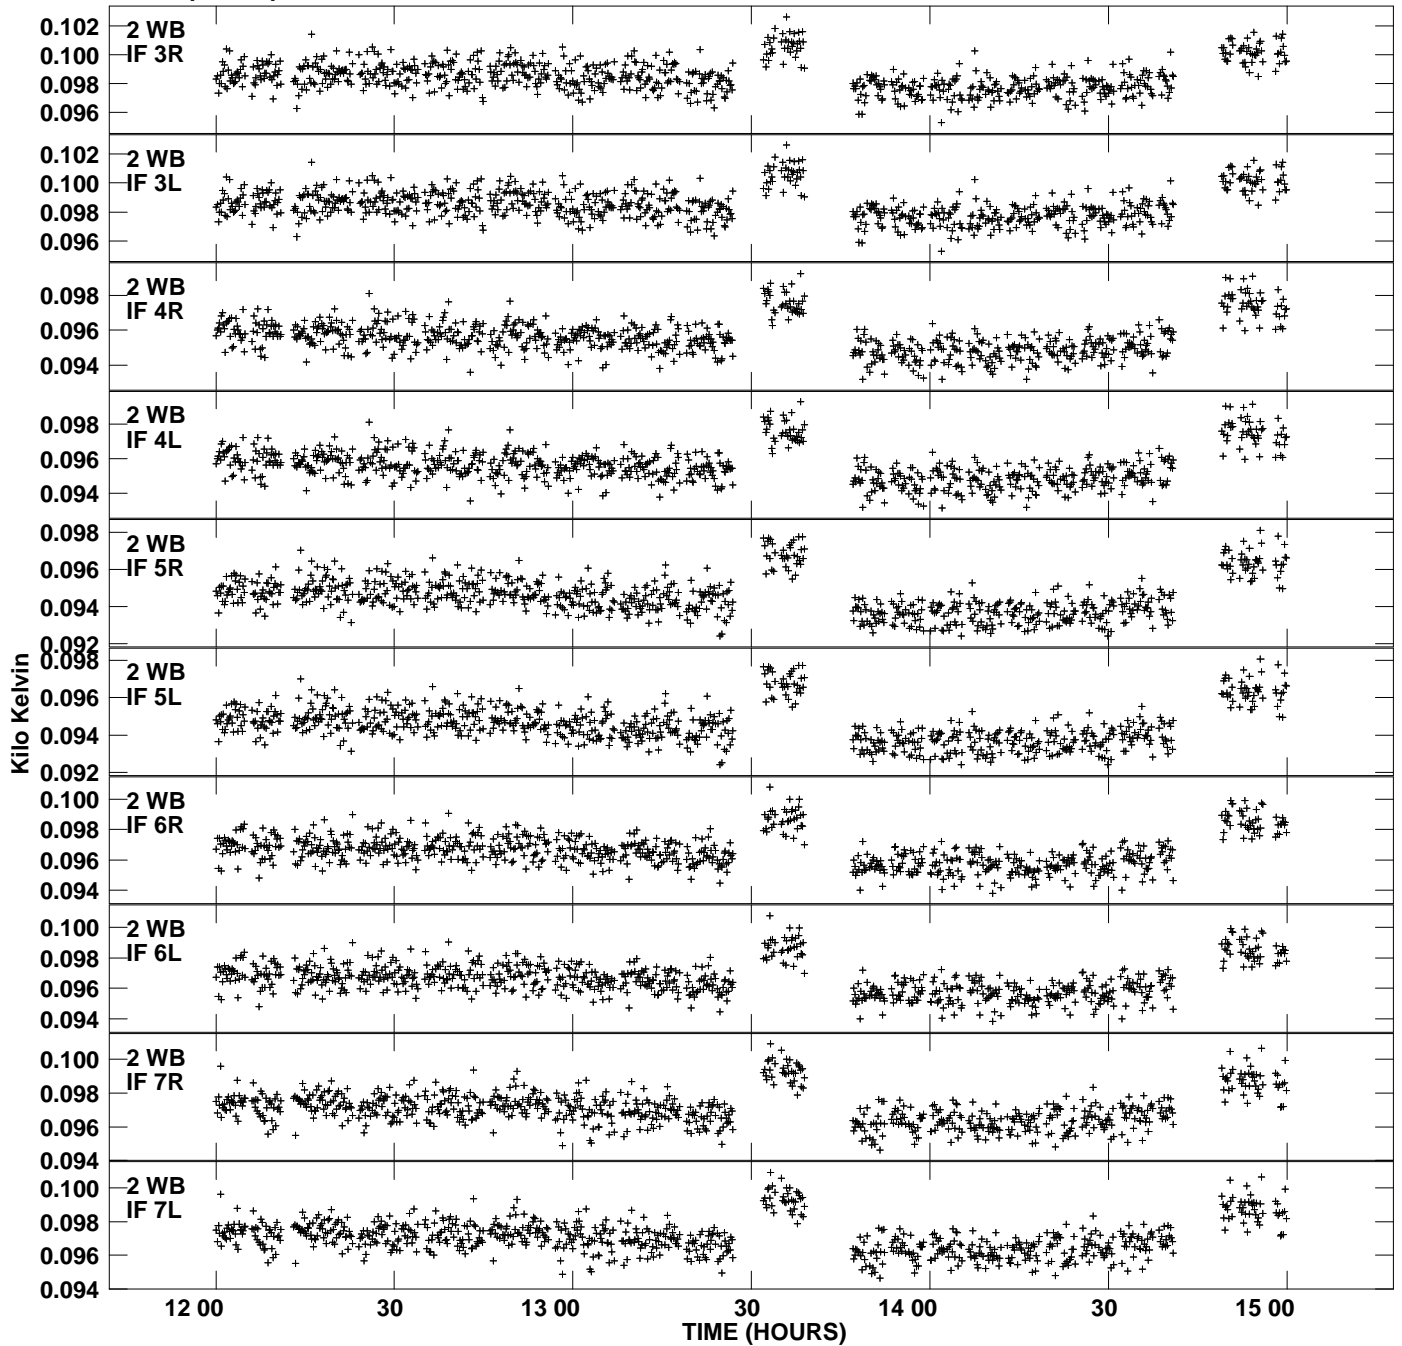 0.102
0.100
0.098
0.096
2 WB
IF 3R
0.102
0.100
0.098
0.096
2 WB
IF 3L
0.098
0.096
0.094
2 WB
IF 4R
0.098
0.096
0.094
2 WB
IF 4L
0.098
0.096
0.094
0.092
2 WB
IF 5R
0.098
0.096
0.094
0.092
2 WB
IF 5L
0.100
0.098
0.096
0.094
2 WB
IF 6R
0.100
0.098
0.096
0.094
2 WB
IF 6L
0.100
0.098
0.096
0.094
2 WB
IF 7R
0.100
0.098
0.096
0.094
2 WB
IF 7L
Kilo Kelvin
12 00 30 13 00 30 14 00 30 15 00
TIME (HOURS)